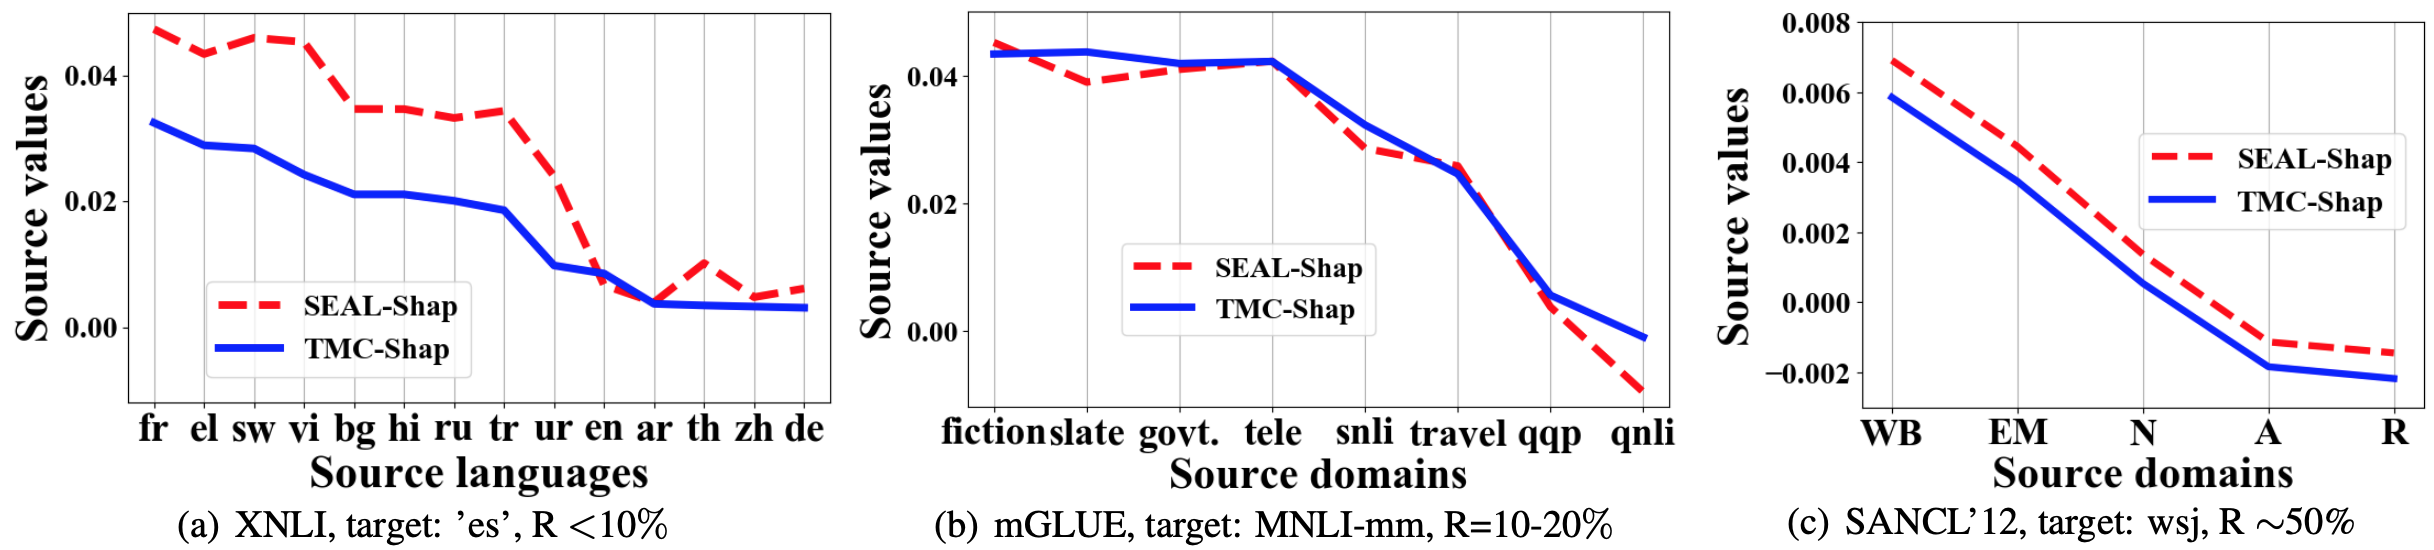 Source values
0.04
0.02
0.00
SEAL-Shap
TMC-Shap
fr el sw vi bg hi ru tr ur en ar th zh de
Source languages
(a) XNLI, target: ’es’, R <10%
Source values
0.04
0.02
0.00
SEAL-Shap
TMC-Shap
fiction slate govt. tele snli travel qqp qnli
Source domains
(b) mGLUE, target: MNLI-mm, R=10-20%
Source values
0.008
0.006
0.004
0.002
0.000
−0.002
SEAL-Shap
TMC-Shap
WB EM N A R
Source domains
(c) SANCL’12, target: wsj, R ∼50%